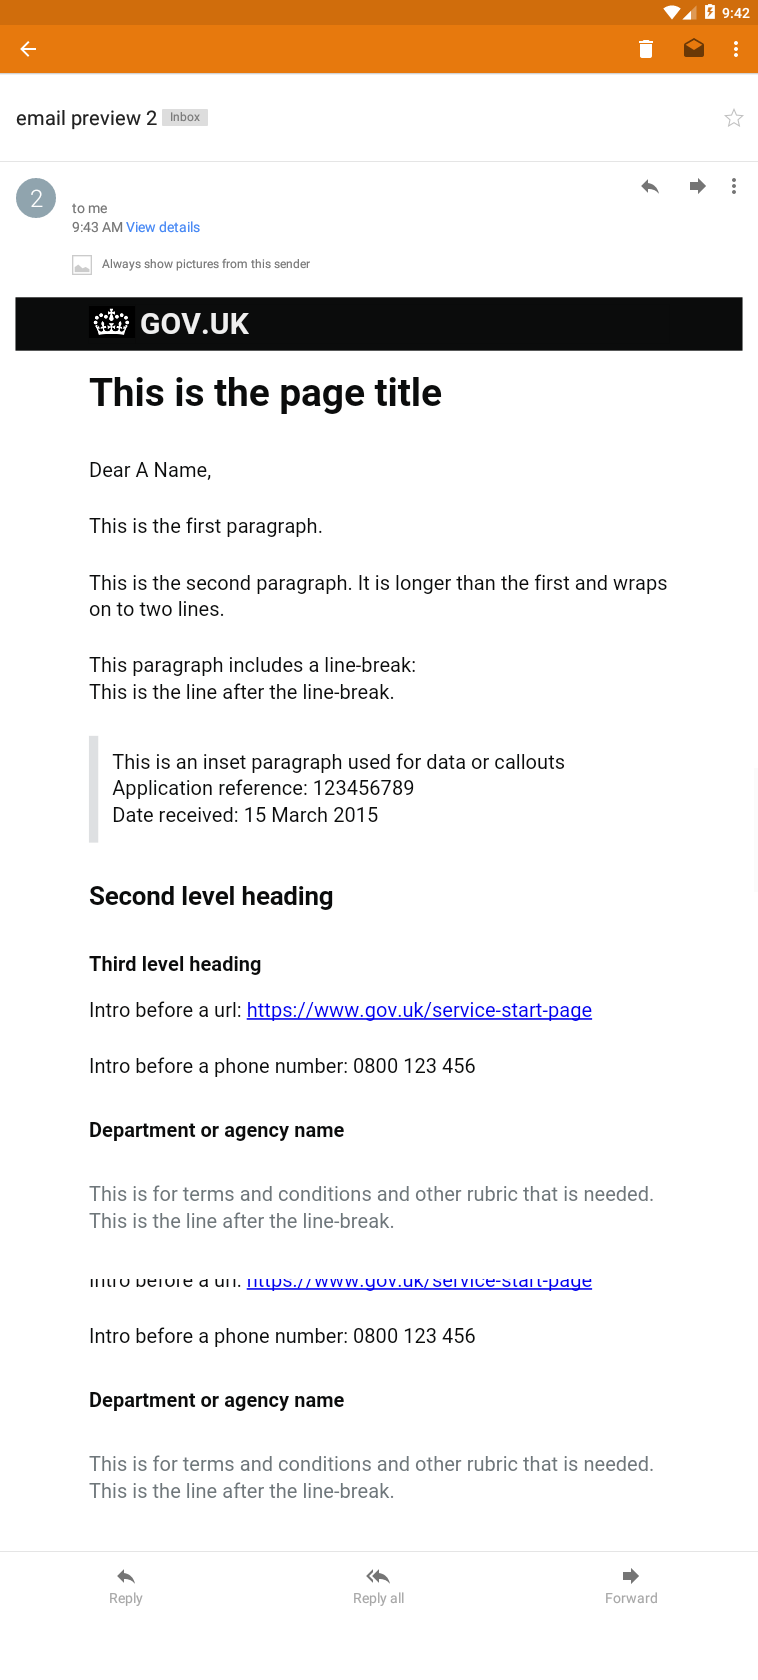 9:42
email preview 2 Inbox
2
to me
9:43 AM View details
Always show pictures from this sender
GOV.UK
This is the page title
Dear A Name,
This is the first paragraph.
This is the second paragraph. It is longer than the first and wraps
on to two lines.
This paragraph includes a line-break:
This is the line after the line-break.
This is an inset paragraph used for data or callouts
Application reference: 123456789
Date received: 15 March 2015
Second level heading
Third level heading
Intro before a url: https://www.gov.uk/service-start-page
Intro before a phone number: 0800 123 456
Department or agency name
This is for terms and conditions and other rubric that is needed.
This is the line after the line-break.
Intro before a url: https://www.gov.uk/service-start-page
Intro before a phone number: 0800 123 456
Department or agency name
This is for terms and conditions and other rubric that is needed.
This is the line after the line-break.
Reply
Reply all
Forward